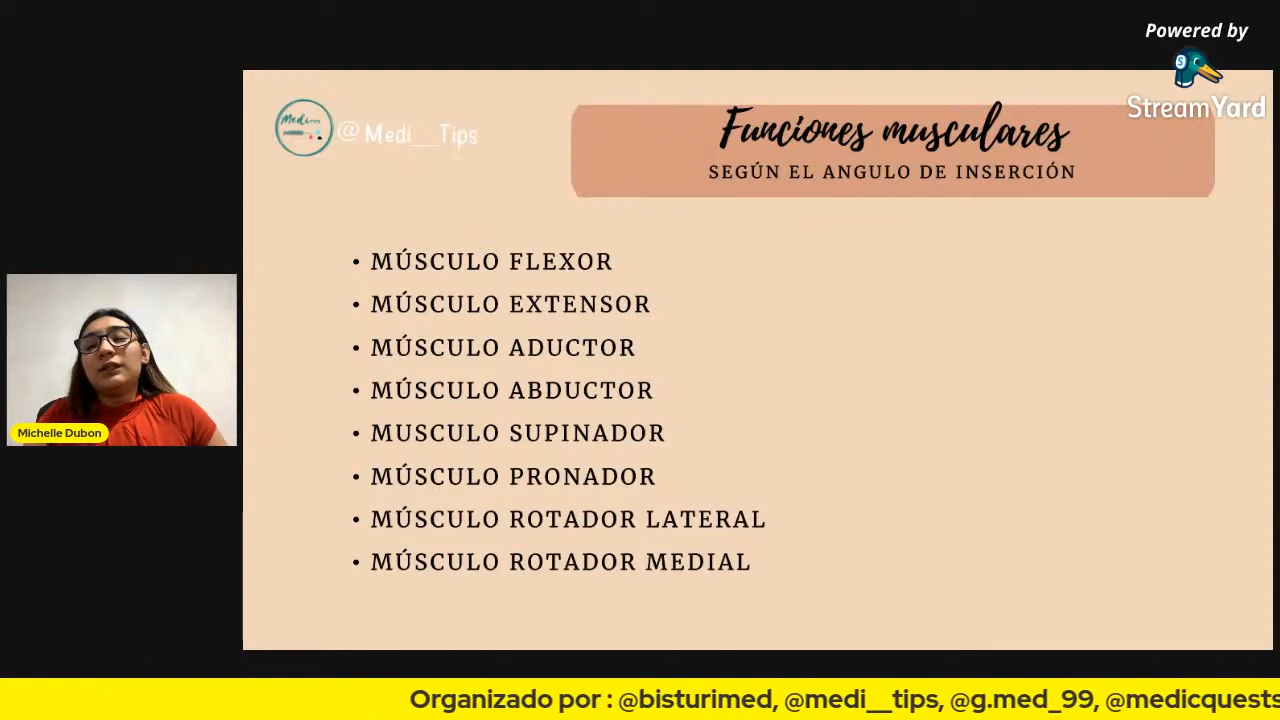 Powered by
StreamYard
Medi
@Medi__Tips
Funciones musculares
SEGÚN EL ANGULO DE INSERCIÓN
• MÚSCULO FLEXOR
• MÚSCULO EXTENSOR
• MÚSCULO ADUCTOR
• MÚSCULO ABDUCTOR
• MUSCULO SUPINADOR
• MÚSCULO PRONADOR
• MÚSCULO ROTADOR LATERAL
• MÚSCULO ROTADOR MEDIAL
Michelle Dubon
Organizado por : @bisturimed, @medi__tips, @g.med_99, @medicquests